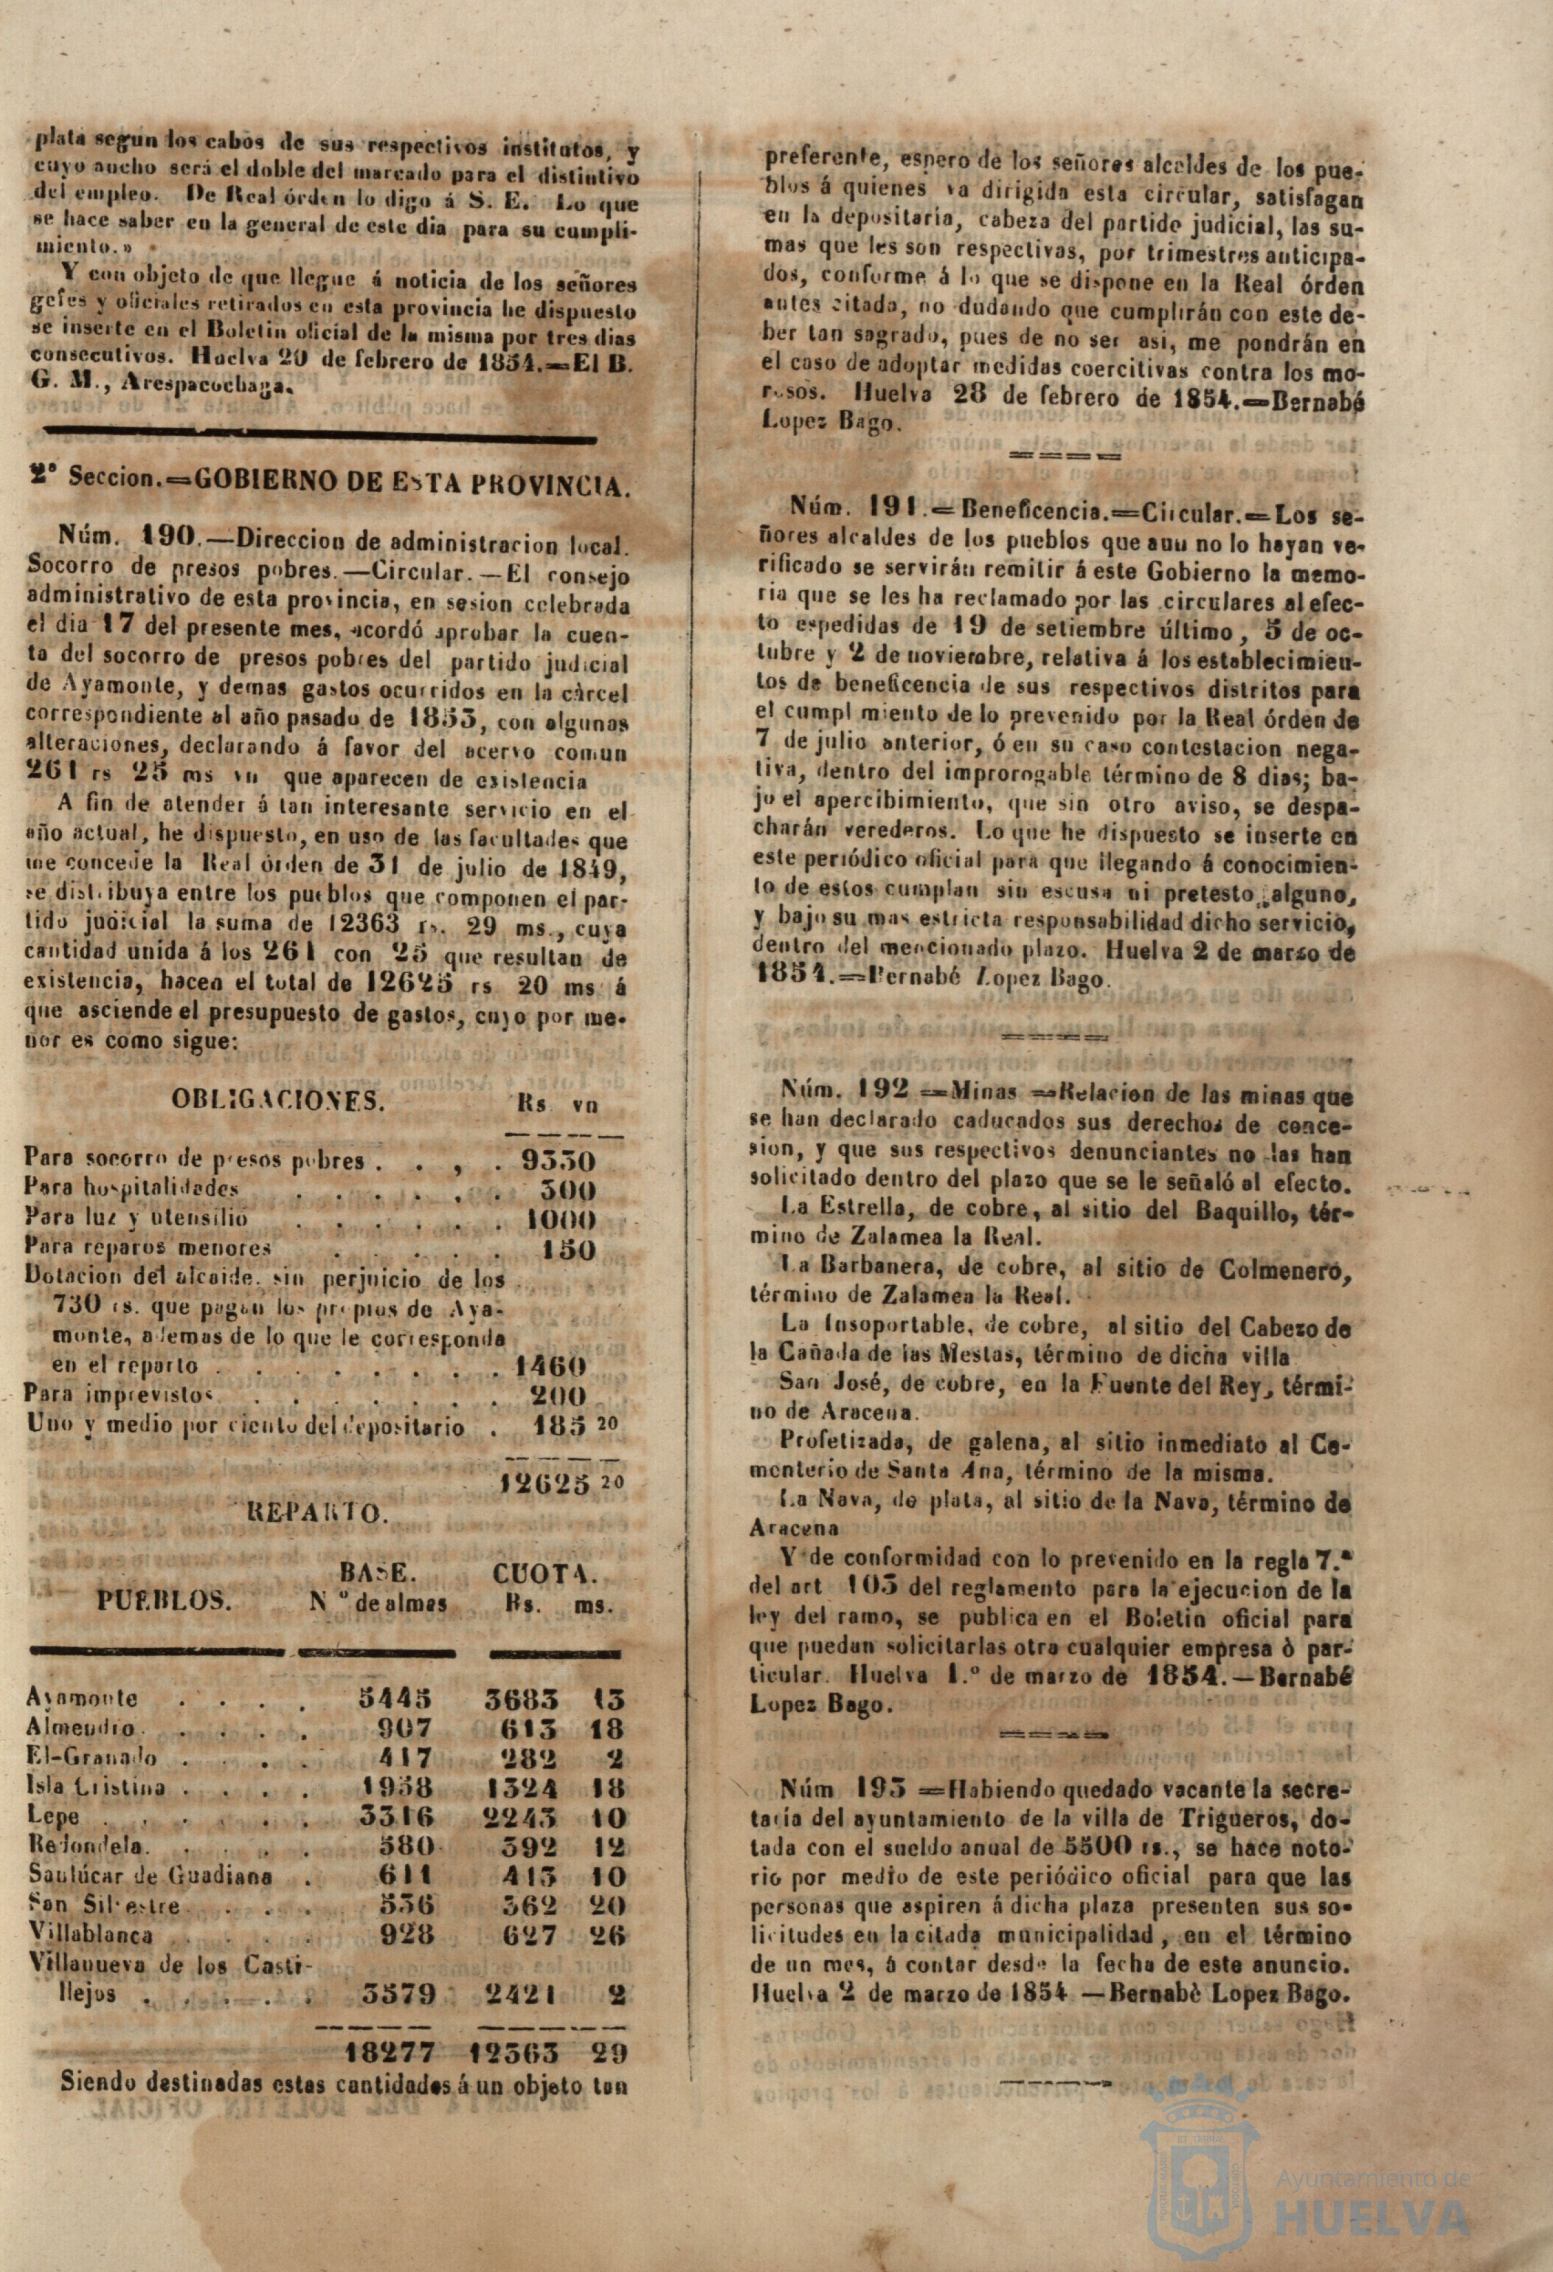 plata segun los cabos de sus respectivos institutos, y
cuyo ancho será el doble del marcado para el distintivo
del empleo. De Real órden lo digo á S. E. Lo que
se hace saber en la general de este dia para su cumpli-
miento.»
Y con objeto de que llegue á noticia de los señores
gefes y oficiales retirados en esta provincia he dispuesto
se inserte en el Boletin oficial de la misma por tres dias
consecutivos. Huelva 20 de febrero de 1854.=El B.
G. M., Arespacochaga.
2ª Seccion.=GOBIERNO DE ESTA PROVINCIA.
Núm. 190.—Direccion de administracion local.
Socorro de presos pobres.—Circular.—El consejo
administrativo de esta provincia, en sesion celebrada
el dia 17 del presente mes, acordó aprobar la cuen-
ta del socorro de presos pobres del partido judicial
de Ayamonte, y demas gastos ocurridos en la càrcel
correspondiente al año pasado de 1853, con algunas
alteraciones, declarando á favor del acervo comun
261 rs 25 ms vn que aparecen de existencia
A fin de atender á tan interesante servicio en el
año actual, he dispuesto, en uso de las facultades que
me concede la Real órden de 31 de julio de 1849,
se distribuya entre los pueblos que componen el par-
tido judicial la suma de 12363 rs. 29 ms., cuya
cantidad unida á los 261 con 25 que resultan de
existencia, hacen el total de 12625 rs 20 ms á
que asciende el presupuesto de gastos, cuyo por me-
nor es como sigue:
OBLIGACIONES. Rs vn
Para socorro de presos pobres . . , . 9330
Para hospitalidades . . . . . . 300
Para luz y utensilio . . . . . . 1000
Para reparos menores . . . . . 150
Dotacion del alcaide, sin perjuicio de los
730 rs. que pagan los propios de Aya-
monte, ademas de lo que le corresponda
en el reparto . . . . . . . . 1460
Para imprevistos . . . . . . . 200
Uno y medio por ciento del depositario . 185 20
12625 20
REPARTO.
PUEBLOS. BASE. CUOTA.
N º de almas Rs. ms.
Ayamonte . . . . 5445 3683 13
Almendro . . . . 907 613 18
El-Granado . . . . 417 282 2
Isla Cristina . . . . 1958 1324 18
Lepe . . . . . . 3316 2243 10
Redondela. . . . . 580 392 12
Sanlúcar de Guadiana . 611 413 10
San Silvestre . . . 536 362 20
Villablanca . . . . 928 627 26
Villanueva de los Casti-
llejos . . . . . 3579 2421 2
18277 12363 29
Siendo destinadas estas cantidades á un objeto tan
preferente, espero de los señores alcaldes de los pue-
blos á quienes va dirigida esta circular, satisfagan
en la depositaria, cabeza del partido judicial, las su-
mas que les son respectivas, por trimestres anticipa-
dos, conforme á lo que se dispone en la Real órden
antes citada, no dudando que cumplirán con este de-
ber tan sagrado, pues de no ser asi, me pondrán en
el caso de adoptar medidas coercitivas contra los mo-
rosos. Huelva 28 de febrero de 1854.=Bernabé
Lopez Bago.
Núm. 191.=Beneficencia.=Circular.=Los se-
ñores alcaldes de los pueblos que aun no lo hayan ve-
rificado se servirán remitir á este Gobierno la memo-
ria que se les ha reclamado por las circulares al efec-
to espedidas de 19 de setiembre último, 5 de oc-
tubre y 2 de noviembre, relativa á los establecimien-
tos de beneficencia de sus respectivos distritos para
el cumpl miento de lo prevenido por la Real órden de
7 de julio anterior, ó en su caso contestacion nega-
tiva, dentro del improrogable término de 8 dias; ba-
jo el apercibimiento, que sin otro aviso, se despa-
charán verederos. Lo que he dispuesto se inserte en
este periódico oficial para que llegando á conocimien-
to de estos cumplan sin escusa ni pretesto alguno,
y bajo su mas estricta responsabilidad dicho servicio,
dentro del mencionado plazo. Huelva 2 de marzo de
1854.=Bernabé Lopez Bago.
Núm. 192 =Minas =Relacion de las minas que
se han declarado caducados sus derechos de conce-
sion, y que sus respectivos denunciantes no las han
solicitado dentro del plazo que se le señaló al efecto.
La Estrella, de cobre, al sitio del Baquillo, tér-
mino de Zalamea la Real.
La Barbanera, de cobre, al sitio de Colmenero,
término de Zalamea la Real.
La Insoportable, de cobre, al sitio del Cabezo de
la Cañada de las Mestas, término de dicha villa
San José, de cobre, en la Fuente del Rey, térmi-
no de Aracena.
Profetizada, de galena, al sitio inmediato al Ce-
menterio de Santa Ana, término de la misma.
La Nava, de plata, al sitio de la Nava, término de
Aracena
Y de conformidad con lo prevenido en la regla 7.ª
del art 103 del reglamento para la ejecucion de la
ley del ramo, se publica en el Boletin oficial para
que puedan solicitarlas otra cualquier empresa ò par-
ticular. Huelva 1.º de marzo de 1854.—Bernabé
Lopez Bago.
Núm 193 =Habiendo quedado vacante la secre-
taría del ayuntamiento de la villa de Trigueros, do-
tada con el sueldo anual de 5500 rs., se hace noto-
rio por medio de este periódico oficial para que las
personas que aspiren á dicha plaza presenten sus so-
licitudes en la citada municipalidad, en el término
de un mes, á contar desde la fecha de este anuncio.
Huelva 2 de marzo de 1854 —Bernabè Lopez Bago.
Ayuntamiento de
HUELVA